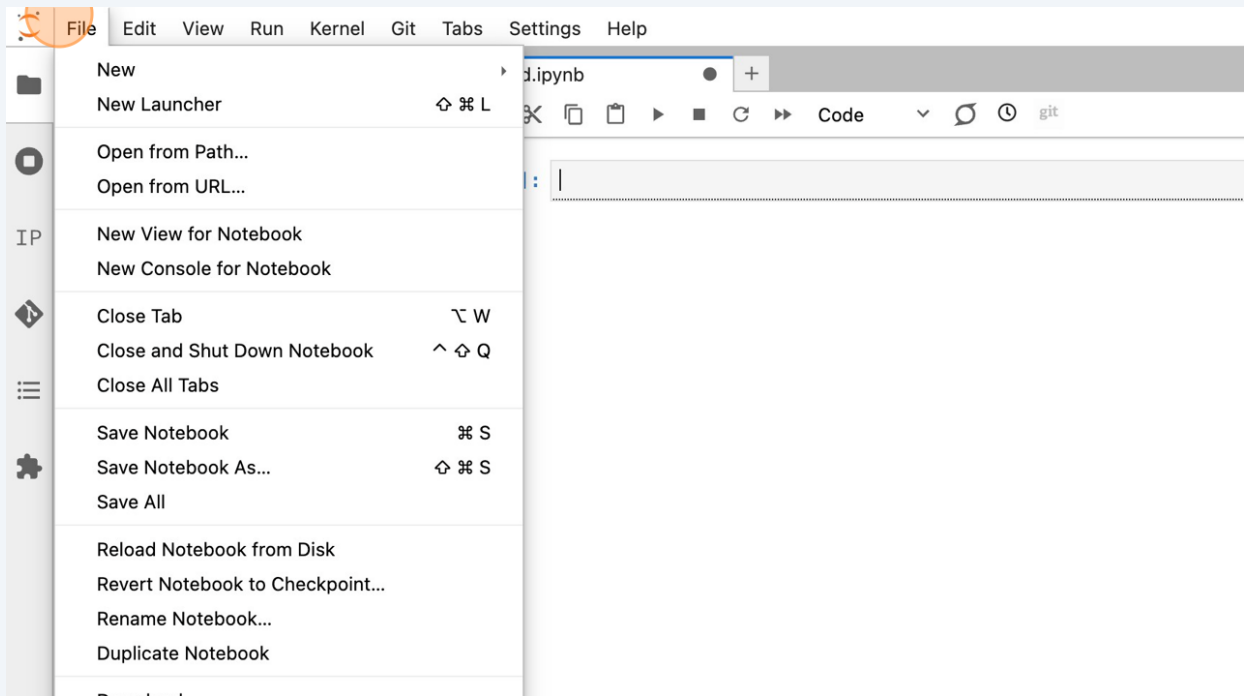 File Edit View Run Kernel Git Tabs Settings Help
d.ipynb
Code git
IP
New
New Launcher ⇧ ⌘ L
Open from Path...
Open from URL...
New View for Notebook
New Console for Notebook
Close Tab ⌥ W
Close and Shut Down Notebook ^ ⇧ Q
Close All Tabs
Save Notebook ⌘ S
Save Notebook As... ⇧ ⌘ S
Save All
Reload Notebook from Disk
Revert Notebook to Checkpoint...
Rename Notebook...
Duplicate Notebook